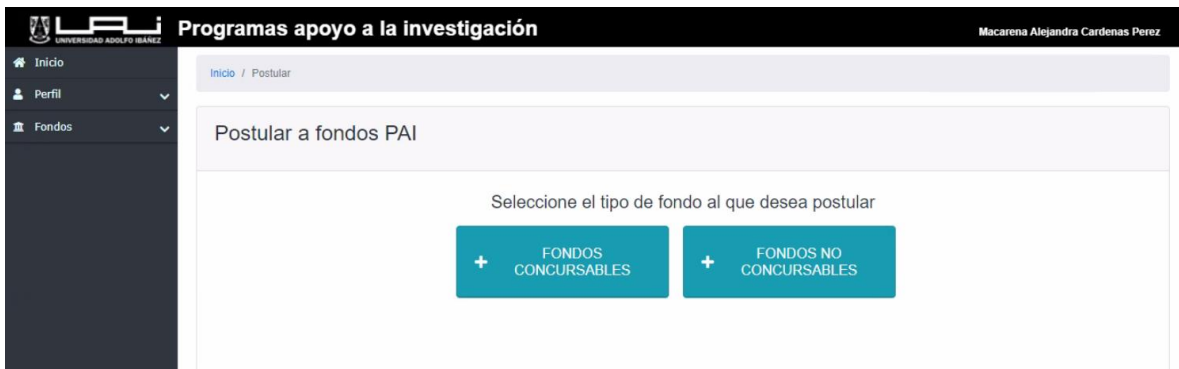 UAI
UNIVERSIDAD ADOLFO IBÁÑEZ
Programas apoyo a la investigación
Macarena Alejandra Cardenas Perez
Inicio
Perfil
Fondos
Inicio / Postular
Postular a fondos PAI
Seleccione el tipo de fondo al que desea postular
+ FONDOS
CONCURSABLES
+ FONDOS NO
CONCURSABLES